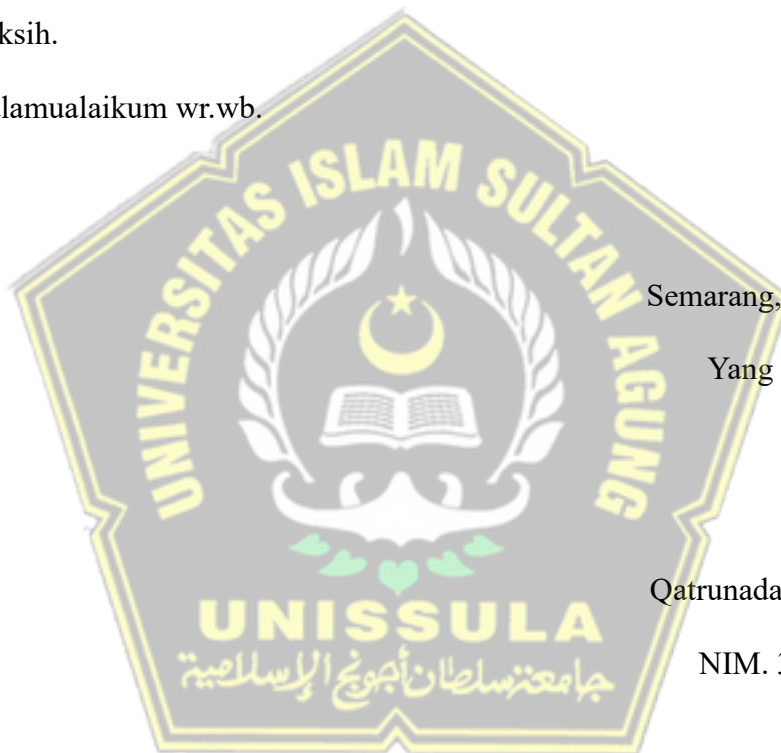 ksih.
lamualaikum wr.wb.
UNIVERSITAS ISLAM SULTAN AGUNG
Semarang,
Yang
Qatrunada
UNISSULA
NIM. 3
جامعة سلطان أجونج الإسلامية